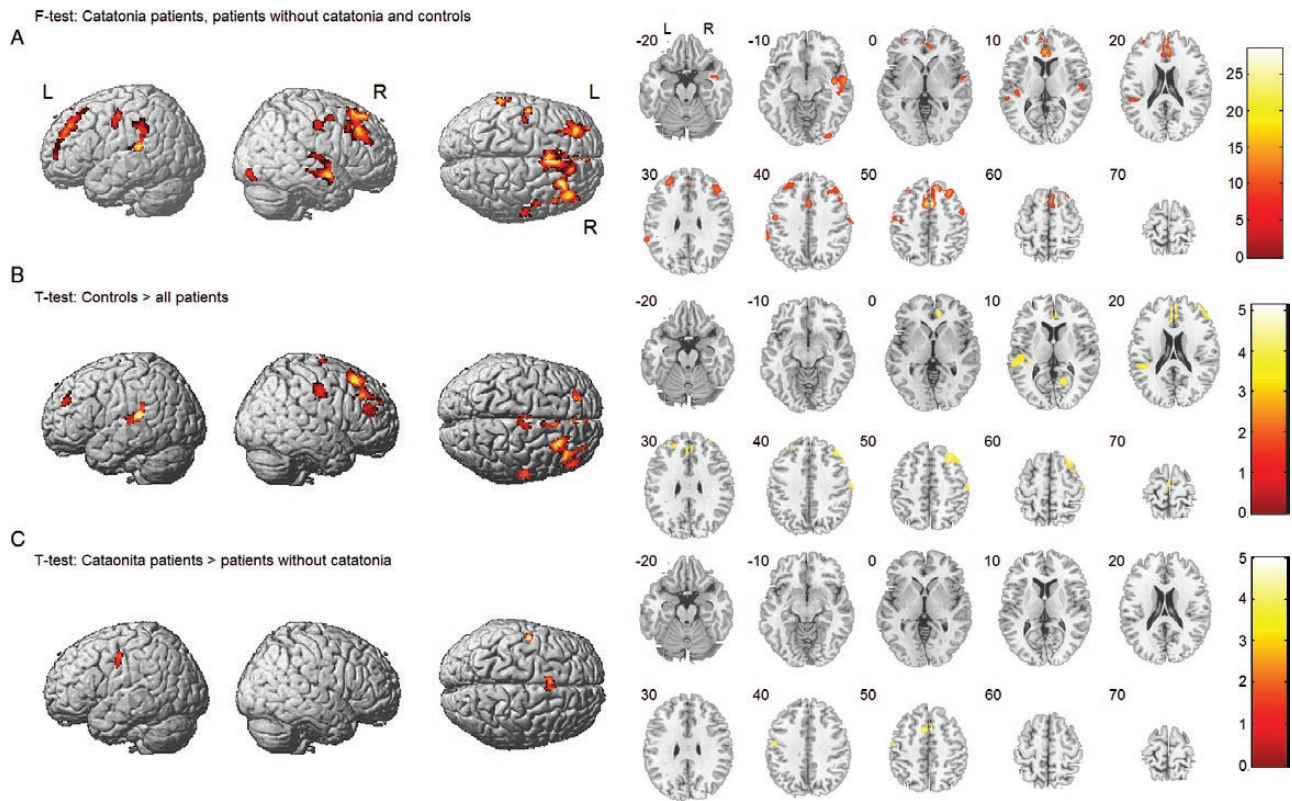 F-test: Catatonia patients, patients without catatonia and controls
A
L
R
L
R
L R
-20 -10 0 10 20
30 40 50 60 70
25
20
15
10
5
0
B
T-test: Controls > all patients
-20 -10 0 10 20
30 40 50 60 70
5
4
3
2
1
0
C
T-test: Cataonita patients > patients without catatonia
-20 -10 0 10 20
30 40 50 60 70
5
4
3
2
1
0